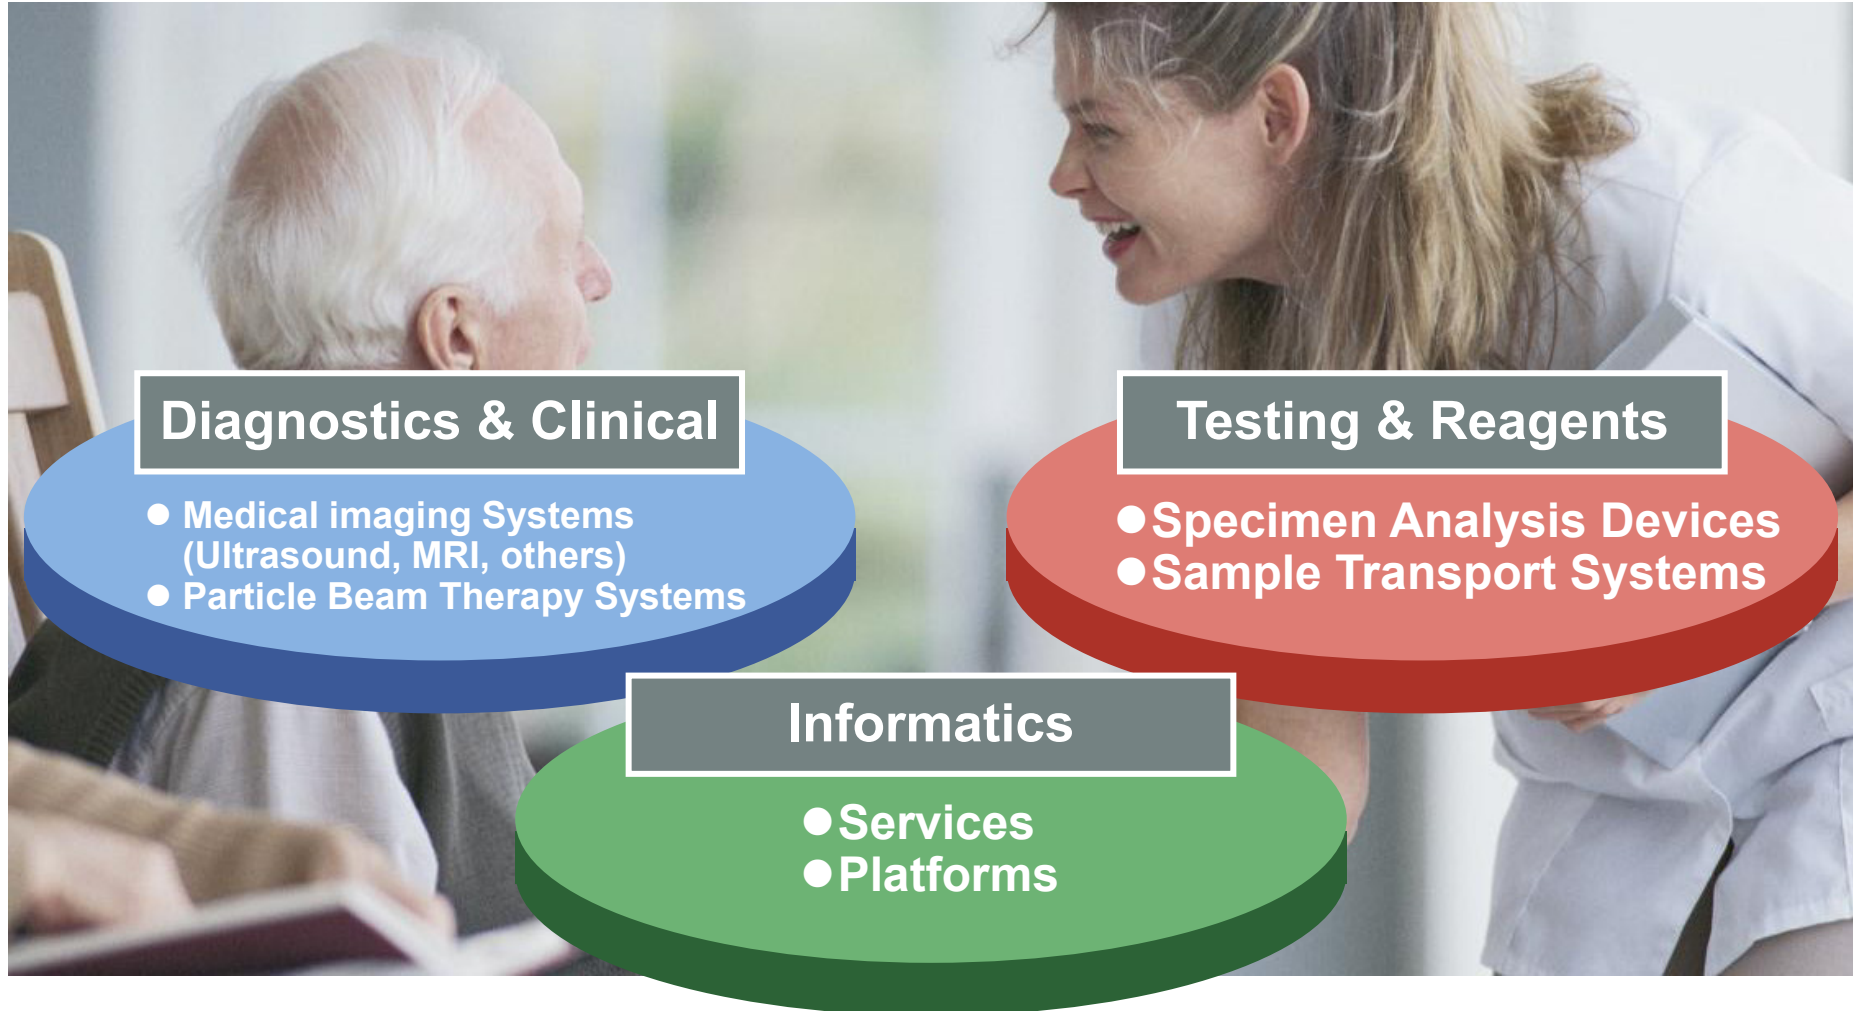 Diagnostics & Clinical
● Medical imaging Systems
(Ultrasound, MRI, others)
● Particle Beam Therapy Systems
Testing & Reagents
●Specimen Analysis Devices
●Sample Transport Systems
Informatics
●Services
●Platforms